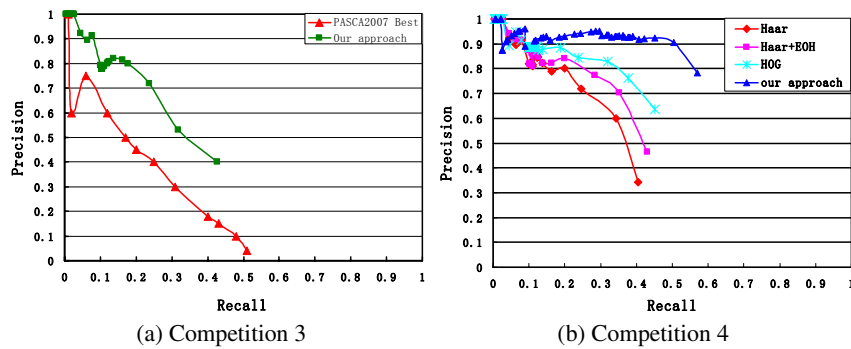 PASCA2007 Best
Our approach
Precision
1
0. 9
0. 8
0. 7
0. 6
0. 5
0. 4
0. 3
0. 2
0. 1
0
0 0. 1 0. 2 0. 3 0. 4 0. 5 0. 6 0. 7 0. 8 0. 9 1
Recall
(a) Competition 3
Haar
Haar+EOH
HOG
our approach
Precision
1
0. 9
0. 8
0. 7
0. 6
0. 5
0. 4
0. 3
0. 2
0. 1
0
0 0. 1 0. 2 0. 3 0. 4 0. 5 0. 6 0. 7 0. 8 0. 9 1
Recall
(b) Competition 4